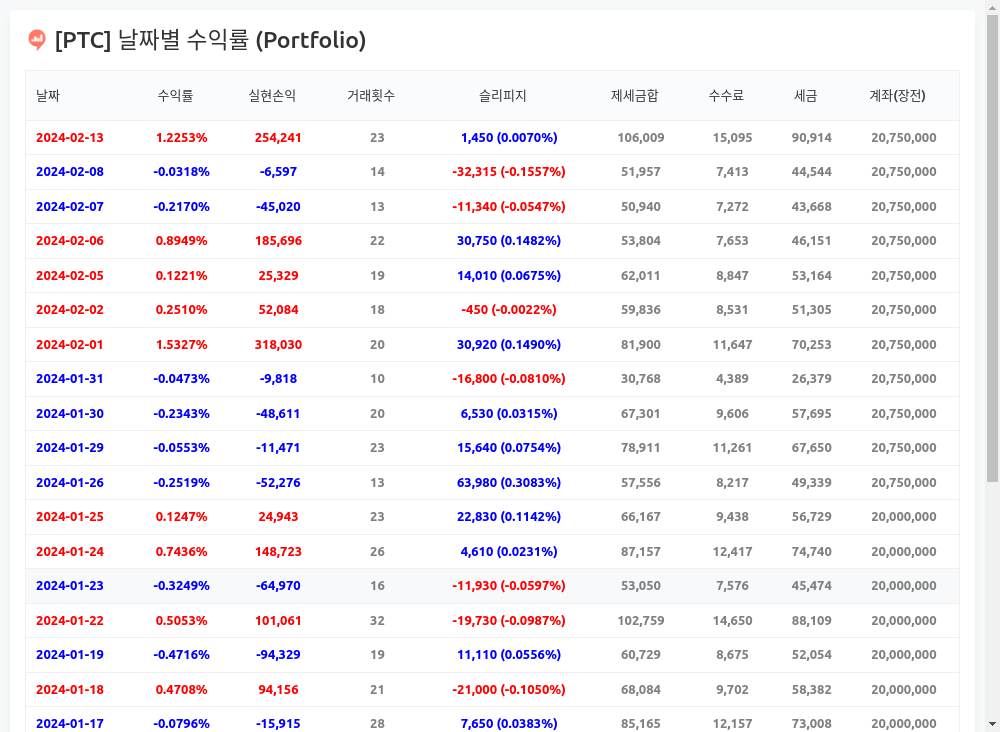 [PTC] 날짜별 수익률 (Portfolio)
날짜 수익률 실현손익 거래횟수 슬리피지 제세금합 수수료 세금 계좌(장전)
2024-02-13 1.2253% 254,241 23 1,450 (0.0070%) 106,009 15,095 90,914 20,750,000
2024-02-08 -0.0318% -6,597 14 -32,315 (-0.1557%) 51,957 7,413 44,544 20,750,000
2024-02-07 -0.2170% -45,020 13 -11,340 (-0.0547%) 50,940 7,272 43,668 20,750,000
2024-02-06 0.8949% 185,696 22 30,750 (0.1482%) 53,804 7,653 46,151 20,750,000
2024-02-05 0.1221% 25,329 19 14,010 (0.0675%) 62,011 8,847 53,164 20,750,000
2024-02-02 0.2510% 52,084 18 -450 (-0.0022%) 59,836 8,531 51,305 20,750,000
2024-02-01 1.5327% 318,030 20 30,920 (0.1490%) 81,900 11,647 70,253 20,750,000
2024-01-31 -0.0473% -9,818 10 -16,800 (-0.0810%) 30,768 4,389 26,379 20,750,000
2024-01-30 -0.2343% -48,611 20 6,530 (0.0315%) 67,301 9,606 57,695 20,750,000
2024-01-29 -0.0553% -11,471 23 15,640 (0.0754%) 78,911 11,261 67,650 20,750,000
2024-01-26 -0.2519% -52,276 13 63,980 (0.3083%) 57,556 8,217 49,339 20,750,000
2024-01-25 0.1247% 24,943 23 22,830 (0.1142%) 66,167 9,438 56,729 20,000,000
2024-01-24 0.7436% 148,723 26 4,610 (0.0231%) 87,157 12,417 74,740 20,000,000
2024-01-23 -0.3249% -64,970 16 -11,930 (-0.0597%) 53,050 7,576 45,474 20,000,000
2024-01-22 0.5053% 101,061 32 -19,730 (-0.0987%) 102,759 14,650 88,109 20,000,000
2024-01-19 -0.4716% -94,329 19 11,110 (0.0556%) 60,729 8,675 52,054 20,000,000
2024-01-18 0.4708% 94,156 21 -21,000 (-0.1050%) 68,084 9,702 58,382 20,000,000
2024-01-17 -0.0796% -15,915 28 7,650 (0.0383%) 85,165 12,157 73,008 20,000,000